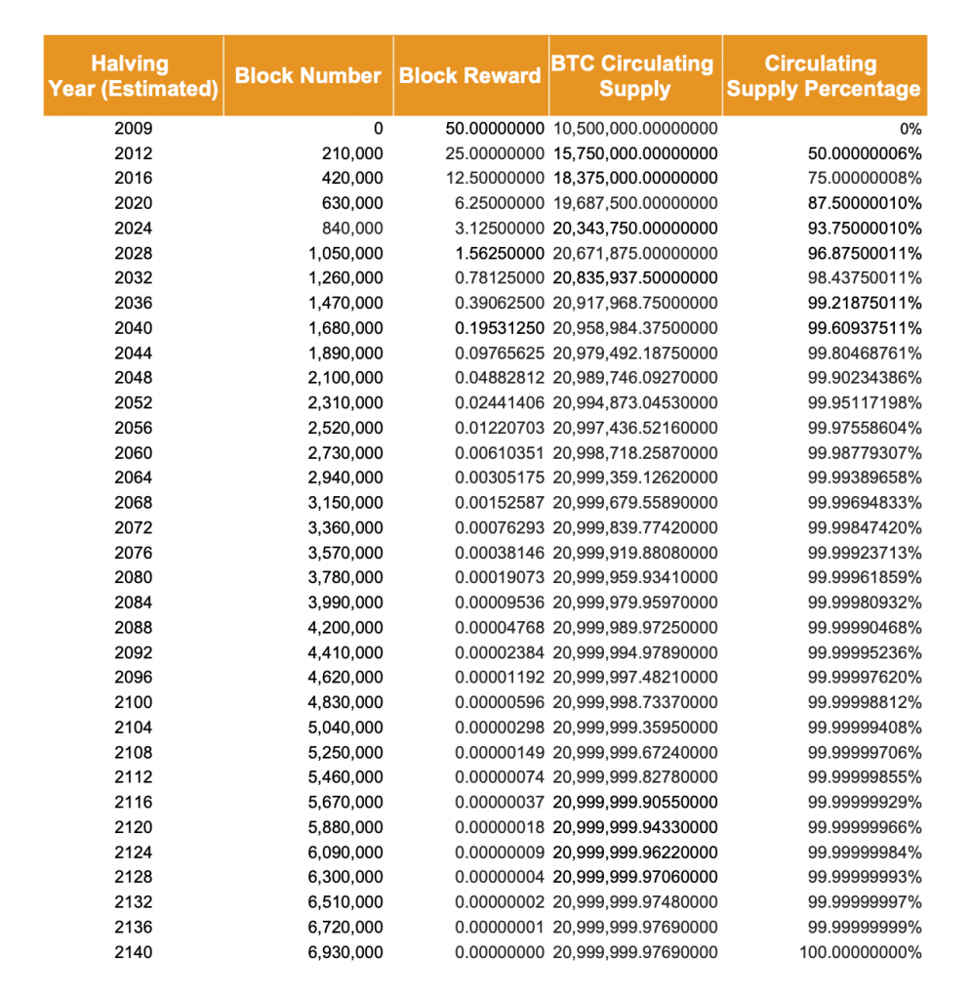 Halving Year (Estimated) Block Number Block Reward BTC Circulating Supply Circulating Supply Percentage
2009 0 50.00000000 10,500,000.00000000 0%
2012 210,000 25.00000000 15,750,000.00000000 50.00000006%
2016 420,000 12.50000000 18,375,000.00000000 75.00000008%
2020 630,000 6.25000000 19,687,500.00000000 87.50000010%
2024 840,000 3.12500000 20,343,750.00000000 93.75000010%
2028 1,050,000 1.56250000 20,671,875.00000000 96.87500011%
2032 1,260,000 0.78125000 20,835,937.50000000 98.43750011%
2036 1,470,000 0.39062500 20,917,968.75000000 99.21875011%
2040 1,680,000 0.19531250 20,958,984.37500000 99.60937511%
2044 1,890,000 0.09765625 20,979,492.18750000 99.80468761%
2048 2,100,000 0.04882812 20,989,746.09270000 99.90234386%
2052 2,310,000 0.02441406 20,994,873.04530000 99.95117198%
2056 2,520,000 0.01220703 20,997,436.52160000 99.97558604%
2060 2,730,000 0.00610351 20,998,718.25870000 99.98779307%
2064 2,940,000 0.00305175 20,999,359.12620000 99.99389658%
2068 3,150,000 0.00152587 20,999,679.55890000 99.99694833%
2072 3,360,000 0.00076293 20,999,839.77420000 99.99847420%
2076 3,570,000 0.00038146 20,999,919.88080000 99.99923713%
2080 3,780,000 0.00019073 20,999,959.93410000 99.99961859%
2084 3,990,000 0.00009536 20,999,979.95970000 99.99980932%
2088 4,200,000 0.00004768 20,999,989.97250000 99.99990468%
2092 4,410,000 0.00002384 20,999,994.97890000 99.99995236%
2096 4,620,000 0.00001192 20,999,997.48210000 99.99997620%
2100 4,830,000 0.00000596 20,999,998.73370000 99.99998812%
2104 5,040,000 0.00000298 20,999,999.35950000 99.99999408%
2108 5,250,000 0.00000149 20,999,999.67240000 99.99999706%
2112 5,460,000 0.00000074 20,999,999.82780000 99.99999855%
2116 5,670,000 0.00000037 20,999,999.90550000 99.99999929%
2120 5,880,000 0.00000018 20,999,999.94330000 99.99999966%
2124 6,090,000 0.00000009 20,999,999.96220000 99.99999984%
2128 6,300,000 0.00000004 20,999,999.97060000 99.99999993%
2132 6,510,000 0.00000002 20,999,999.97480000 99.99999997%
2136 6,720,000 0.00000001 20,999,999.97690000 99.99999999%
2140 6,930,000 0.00000000 20,999,999.97690000 100.00000000%